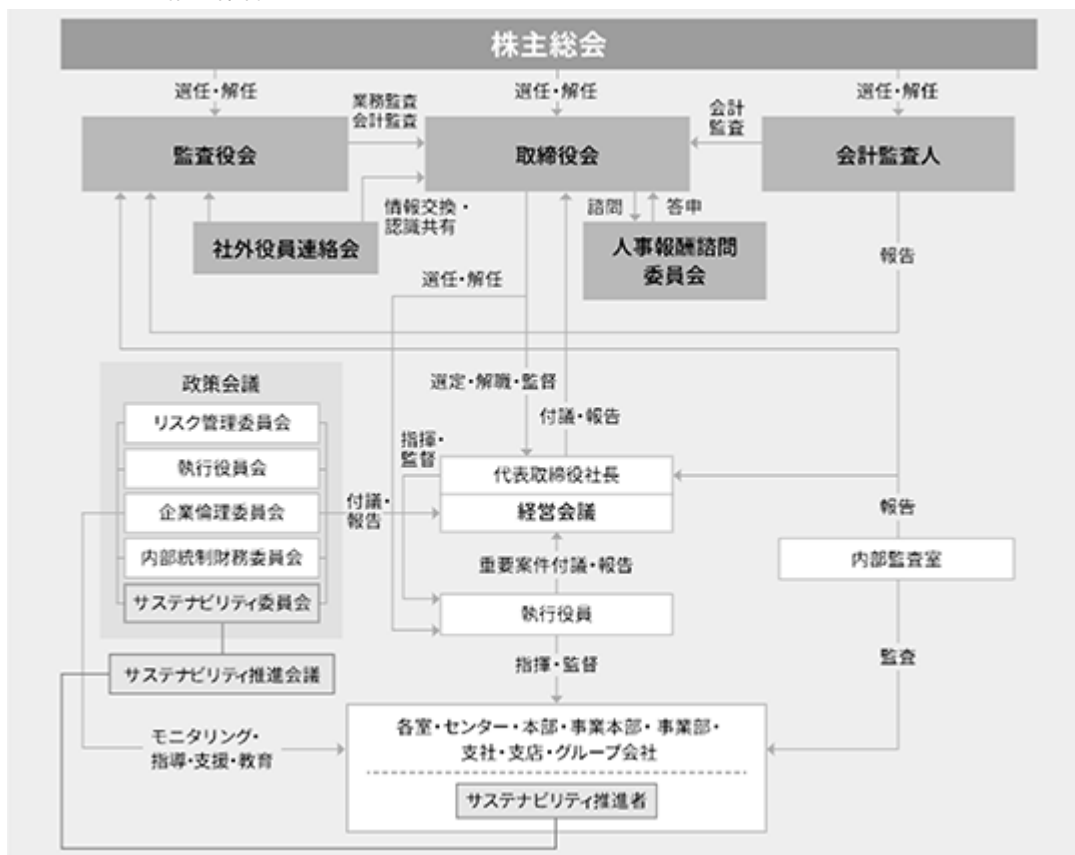 株主総会
選任・解任
選任・解任
選任・解任
業務監査
会計監査
会計
監査
監査役会
取締役会
会計監査人
情報交換・
認識共有
諮問
答申
社外役員連絡会
人事報酬諮問
委員会
報告
選任・解任
政策会議
選定・解職・監督
リスク管理委員会
付議・報告
指揮・
監督
執行役員会
代表取締役社長
企業倫理委員会
付議・
報告
経営会議
報告
内部統制財務委員会
重要案件付議・報告
内部監査室
サステナビリティ委員会
執行役員
サステナビリティ推進会議
指揮・監督
監査
モニタリング・
指導・支援・教育
各室・センター・本部・事業本部・事業部・
支社・支店・グループ会社
サステナビリティ推進者